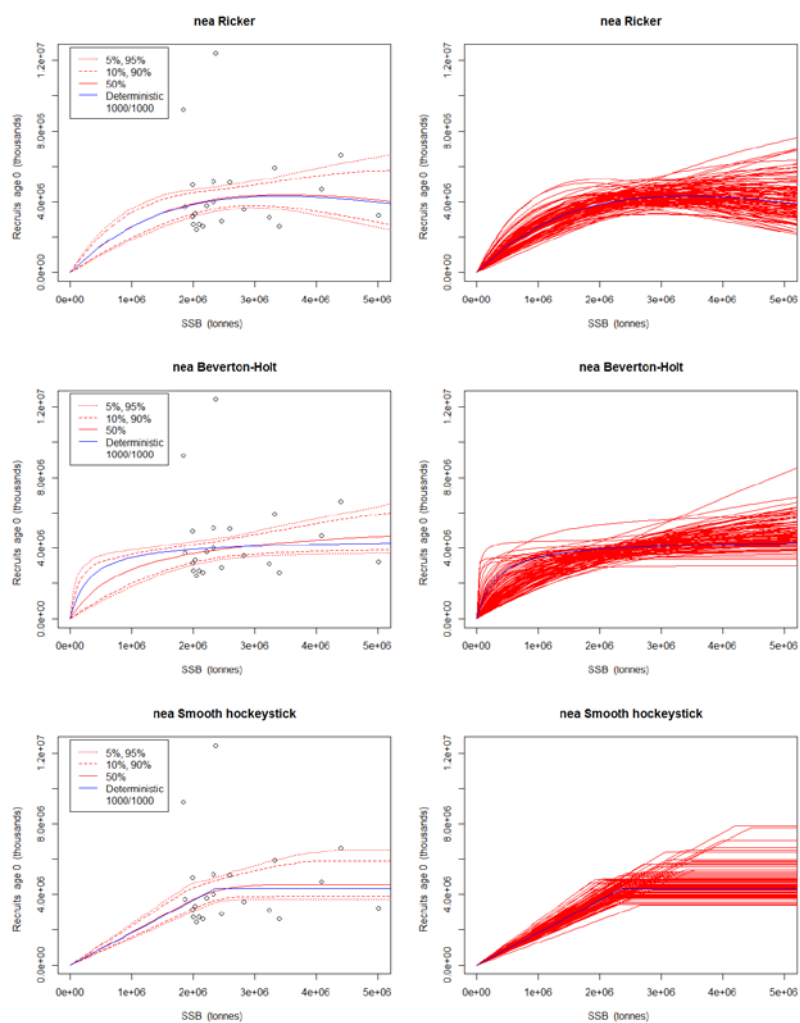 nea Ricker
Recruits age 0 (thousands)
1.2e+07
8.0e+06
4.0e+06
0.0e+00
5%, 95%
10%, 90%
50%
Deterministic
1000/1000
0e+00 1e+06 2e+06 3e+06 4e+06 5e+06
SSB (tonnes)
nea Ricker
Recruits age 0 (thousands)
1.2e+07
8.0e+06
4.0e+06
0.0e+00
0e+00 1e+06 2e+06 3e+06 4e+06 5e+06
SSB (tonnes)
nea Beverton-Holt
Recruits age 0 (thousands)
1.2e+07
8.0e+06
4.0e+06
0.0e+00
5%, 95%
10%, 90%
50%
Deterministic
1000/1000
0e+00 1e+06 2e+06 3e+06 4e+06 5e+06
SSB (tonnes)
nea Beverton-Holt
Recruits age 0 (thousands)
1.2e+07
8.0e+06
4.0e+06
0.0e+00
0e+00 1e+06 2e+06 3e+06 4e+06 5e+06
SSB (tonnes)
nea Smooth hockeystick
Recruits age 0 (thousands)
1.2e+07
8.0e+06
4.0e+06
0.0e+00
5%, 95%
10%, 90%
50%
Deterministic
1000/1000
0e+00 1e+06 2e+06 3e+06 4e+06 5e+06
SSB (tonnes)
nea Smooth hockeystick
Recruits age 0 (thousands)
1.2e+07
8.0e+06
4.0e+06
0.0e+00
0e+00 1e+06 2e+06 3e+06 4e+06 5e+06
SSB (tonnes)